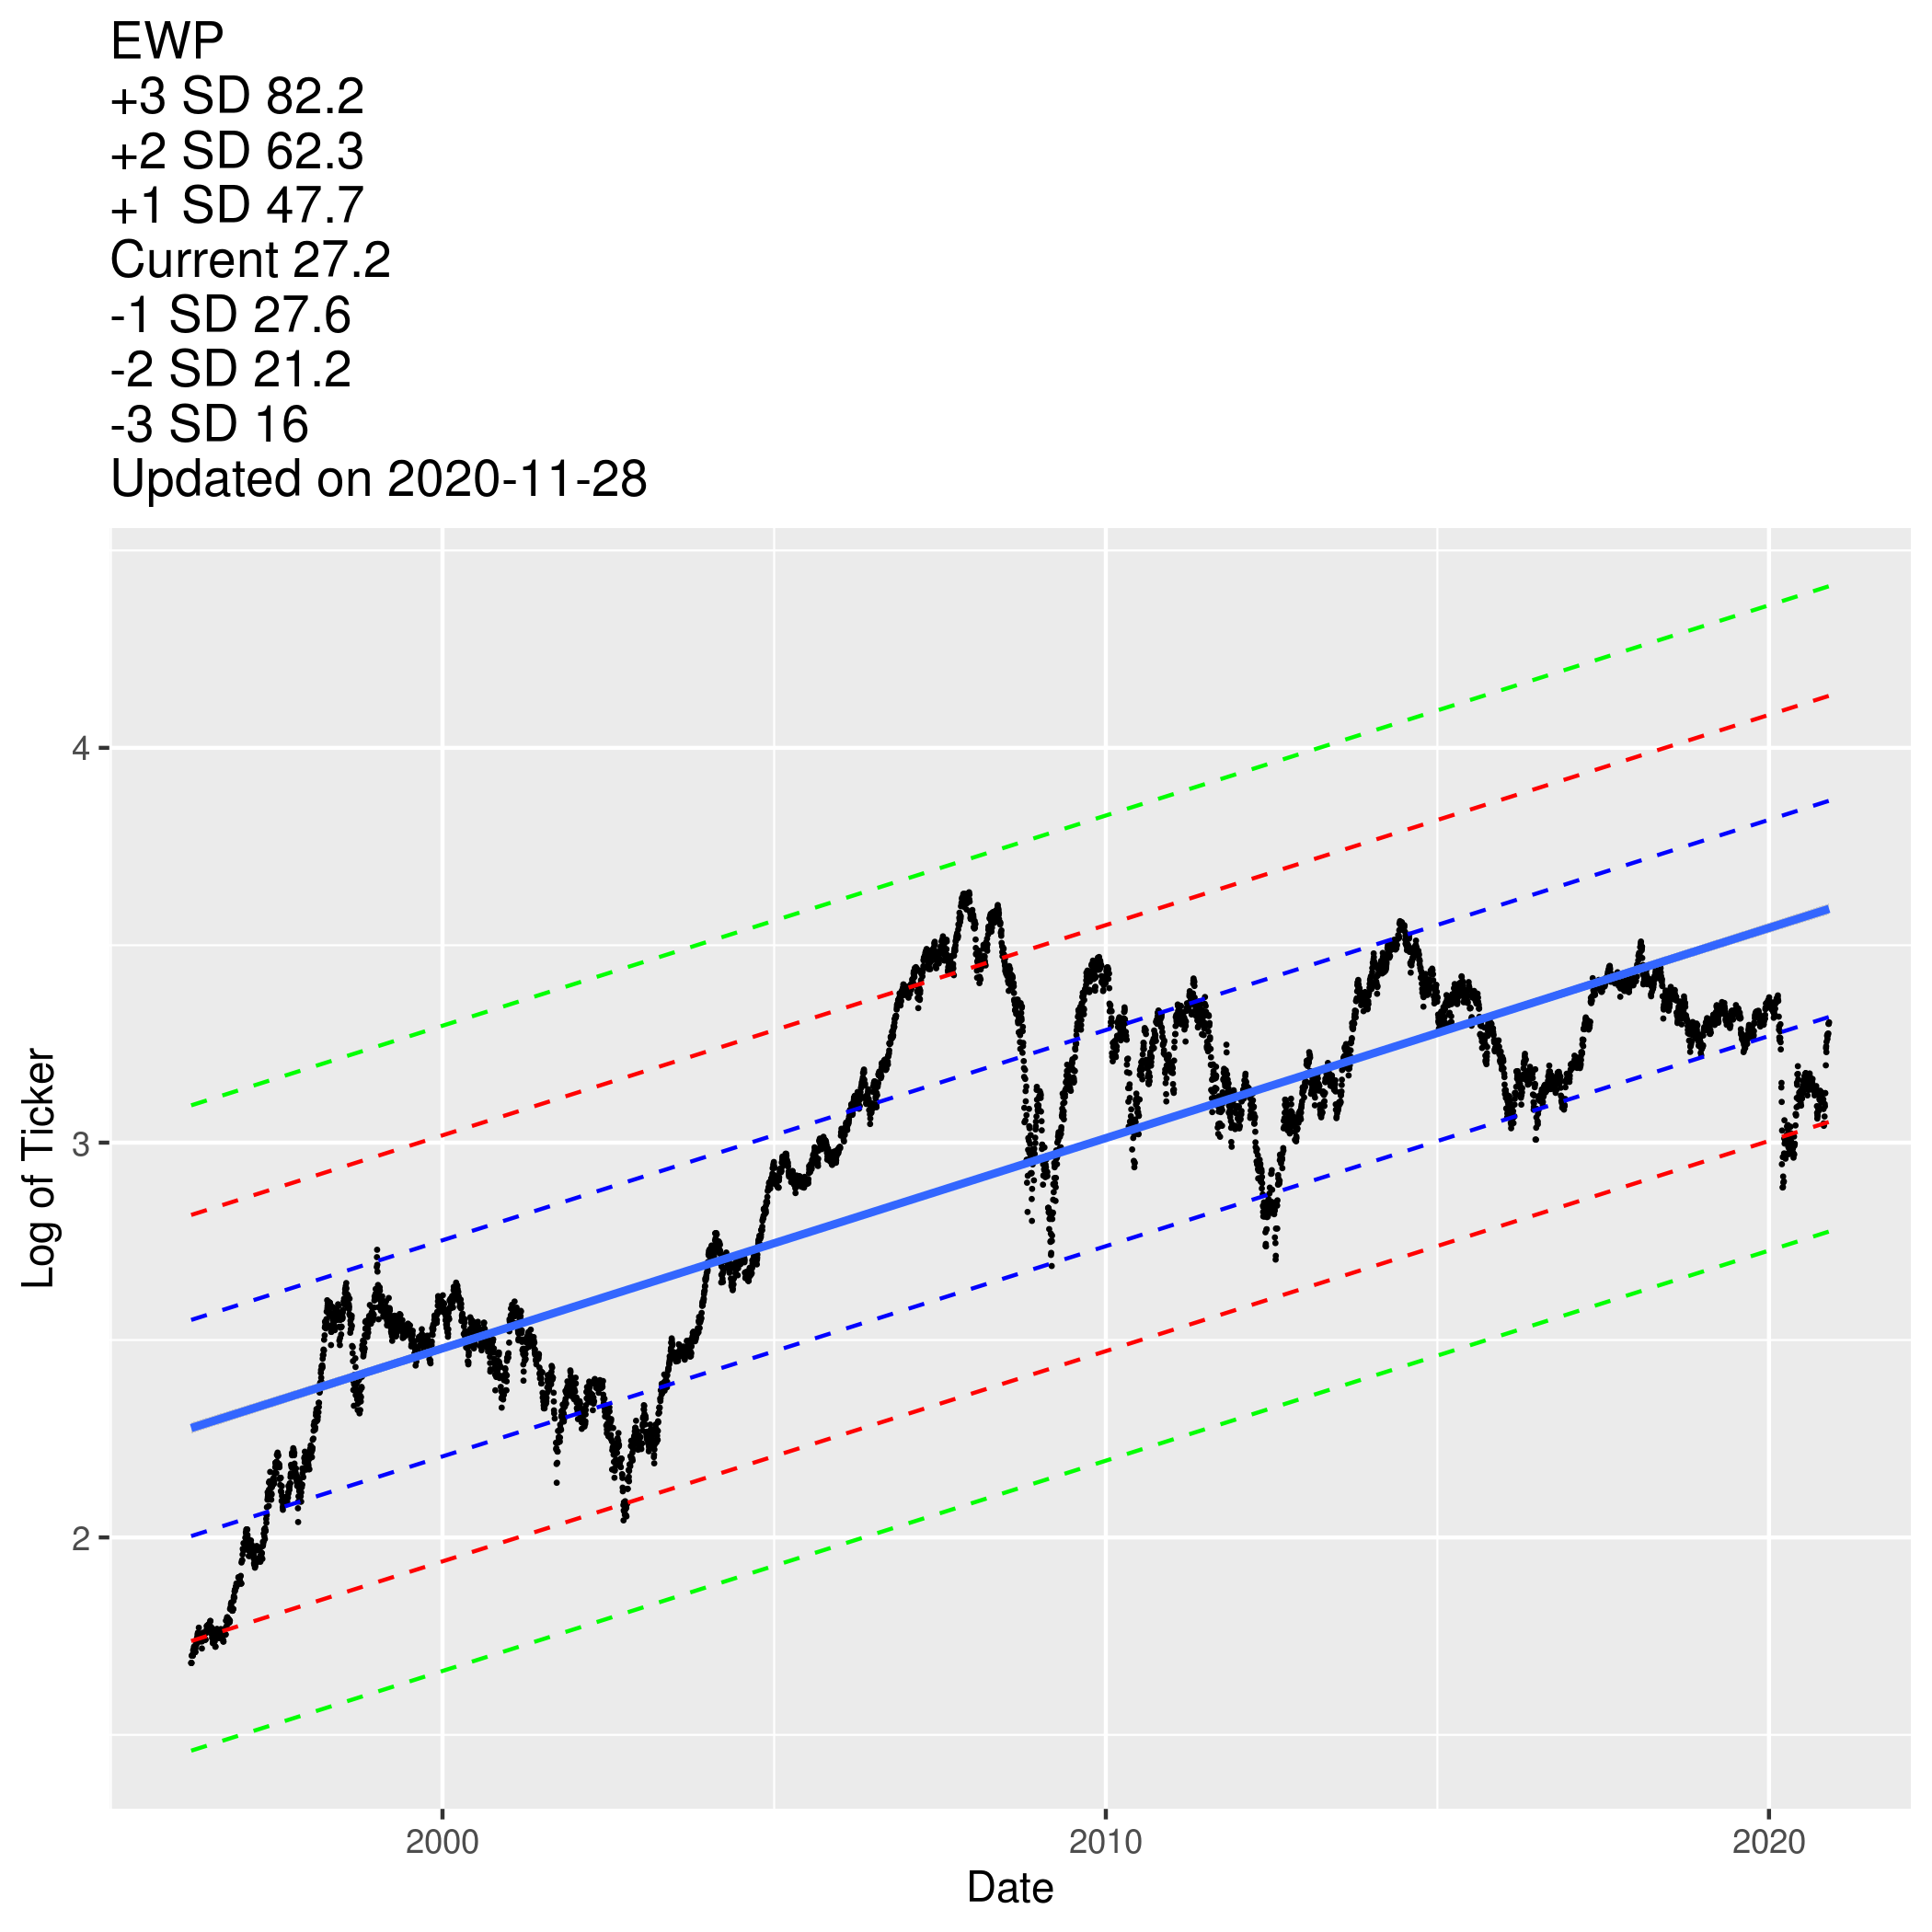 EWP
+3 SD 82.2
+2 SD 62.3
+1 SD 47.7
Current 27.2
-1 SD 27.6
-2 SD 21.2
-3 SD 16
Updated on 2020-11-28
4
3
2
Log of Ticker
2000
2010
2020
Date